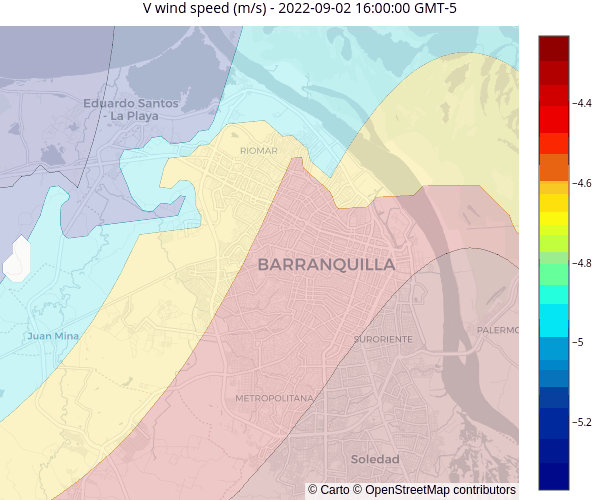 V wind speed (m/s) - 2022-09-02 16:00:00 GMT-5
Eduardo Santos
- La Playa
RIOMAR
BARRANQUILLA
Juan Mina
SURORIENTE
PALERMO
METROPOLITANA
Soledad
© Carto © OpenStreetMap contributors
−4.4
−4.6
−4.8
−5
−5.2